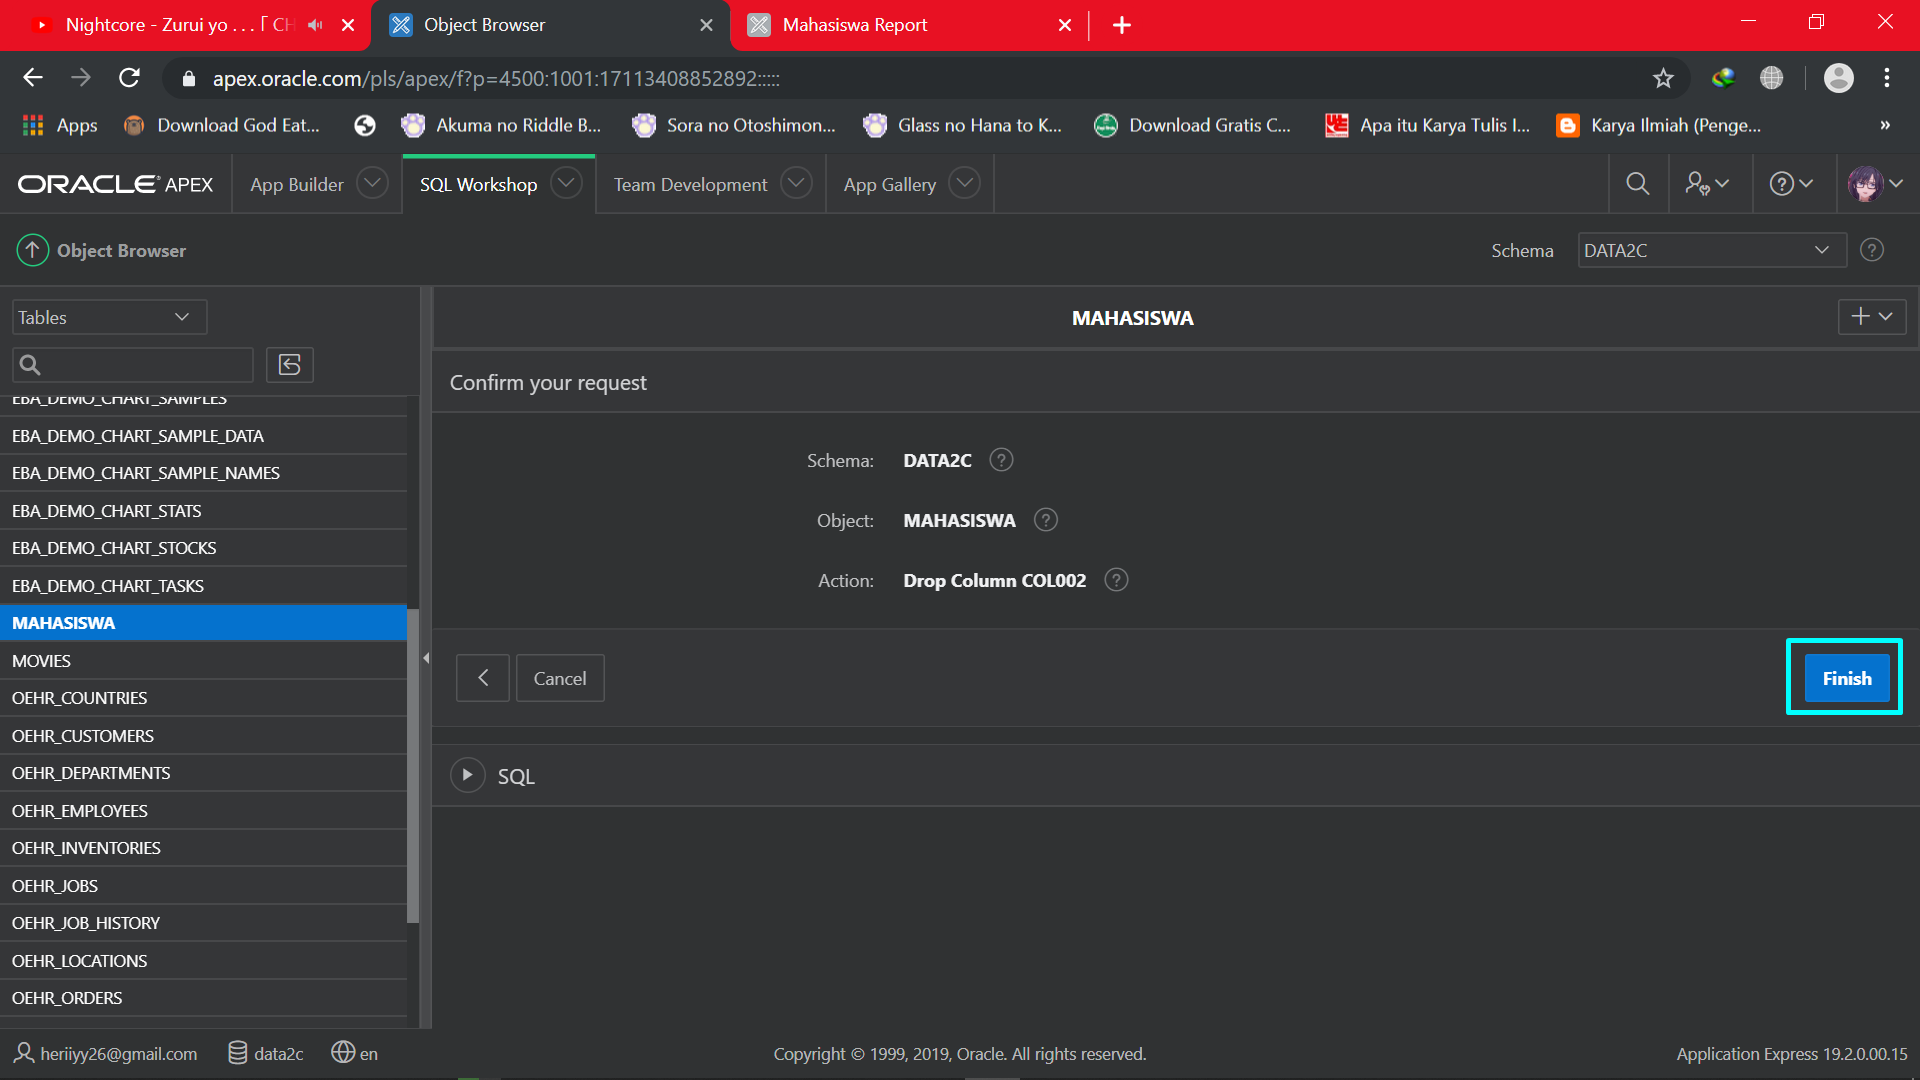 Nightcore - Zurui yo . . . 「 CH
Object Browser
Mahasiswa Report
apex.oracle.com/pls/apex/f?p=4500:1001:17113408852892:::::
Apps
Download God Eat...
Akuma no Riddle B...
Sora no Otoshimon...
Glass no Hana to K...
Download Gratis C...
Apa itu Karya Tulis I...
Karya Ilmiah (Penge...
»
ORACLE APEX
App Builder
SQL Workshop
Team Development
App Gallery
Object Browser
Schema
DATA2C
Tables
MAHASISWA
Confirm your request
EBA_DEMO_CHART_SAMPLES
EBA_DEMO_CHART_SAMPLE_DATA
EBA_DEMO_CHART_SAMPLE_NAMES
EBA_DEMO_CHART_STATS
EBA_DEMO_CHART_STOCKS
EBA_DEMO_CHART_TASKS
MAHASISWA
MOVIES
OEHR_COUNTRIES
OEHR_CUSTOMERS
OEHR_DEPARTMENTS
OEHR_EMPLOYEES
OEHR_INVENTORIES
OEHR_JOBS
OEHR_JOB_HISTORY
OEHR_LOCATIONS
OEHR_ORDERS
Schema: DATA2C
Object: MAHASISWA
Action: Drop Column COL002
Cancel
Finish
SQL
heriiyy26@gmail.com
data2c
en
Copyright © 1999, 2019, Oracle. All rights reserved.
Application Express 19.2.0.00.15